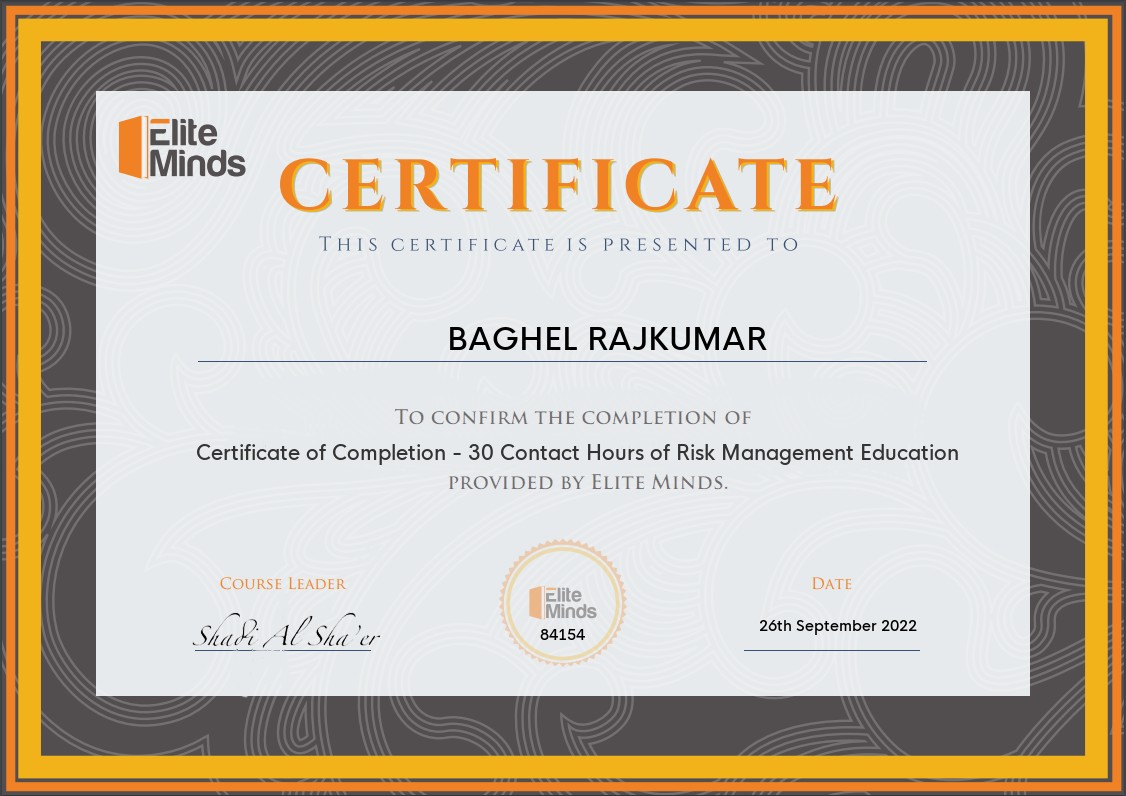 Elite
Minds
CERTIFICATE
THIS CERTIFICATE IS PRESENTED TO
BAGHEL RAJKUMAR
TO CONFIRM THE COMPLETION OF
Certificate of Completion - 30 Contact Hours of Risk Management Education
PROVIDED BY ELITE MINDS.
COURSE LEADER
Shadi Al Sha'er
Elite
Minds
84154
DATE
26th September 2022